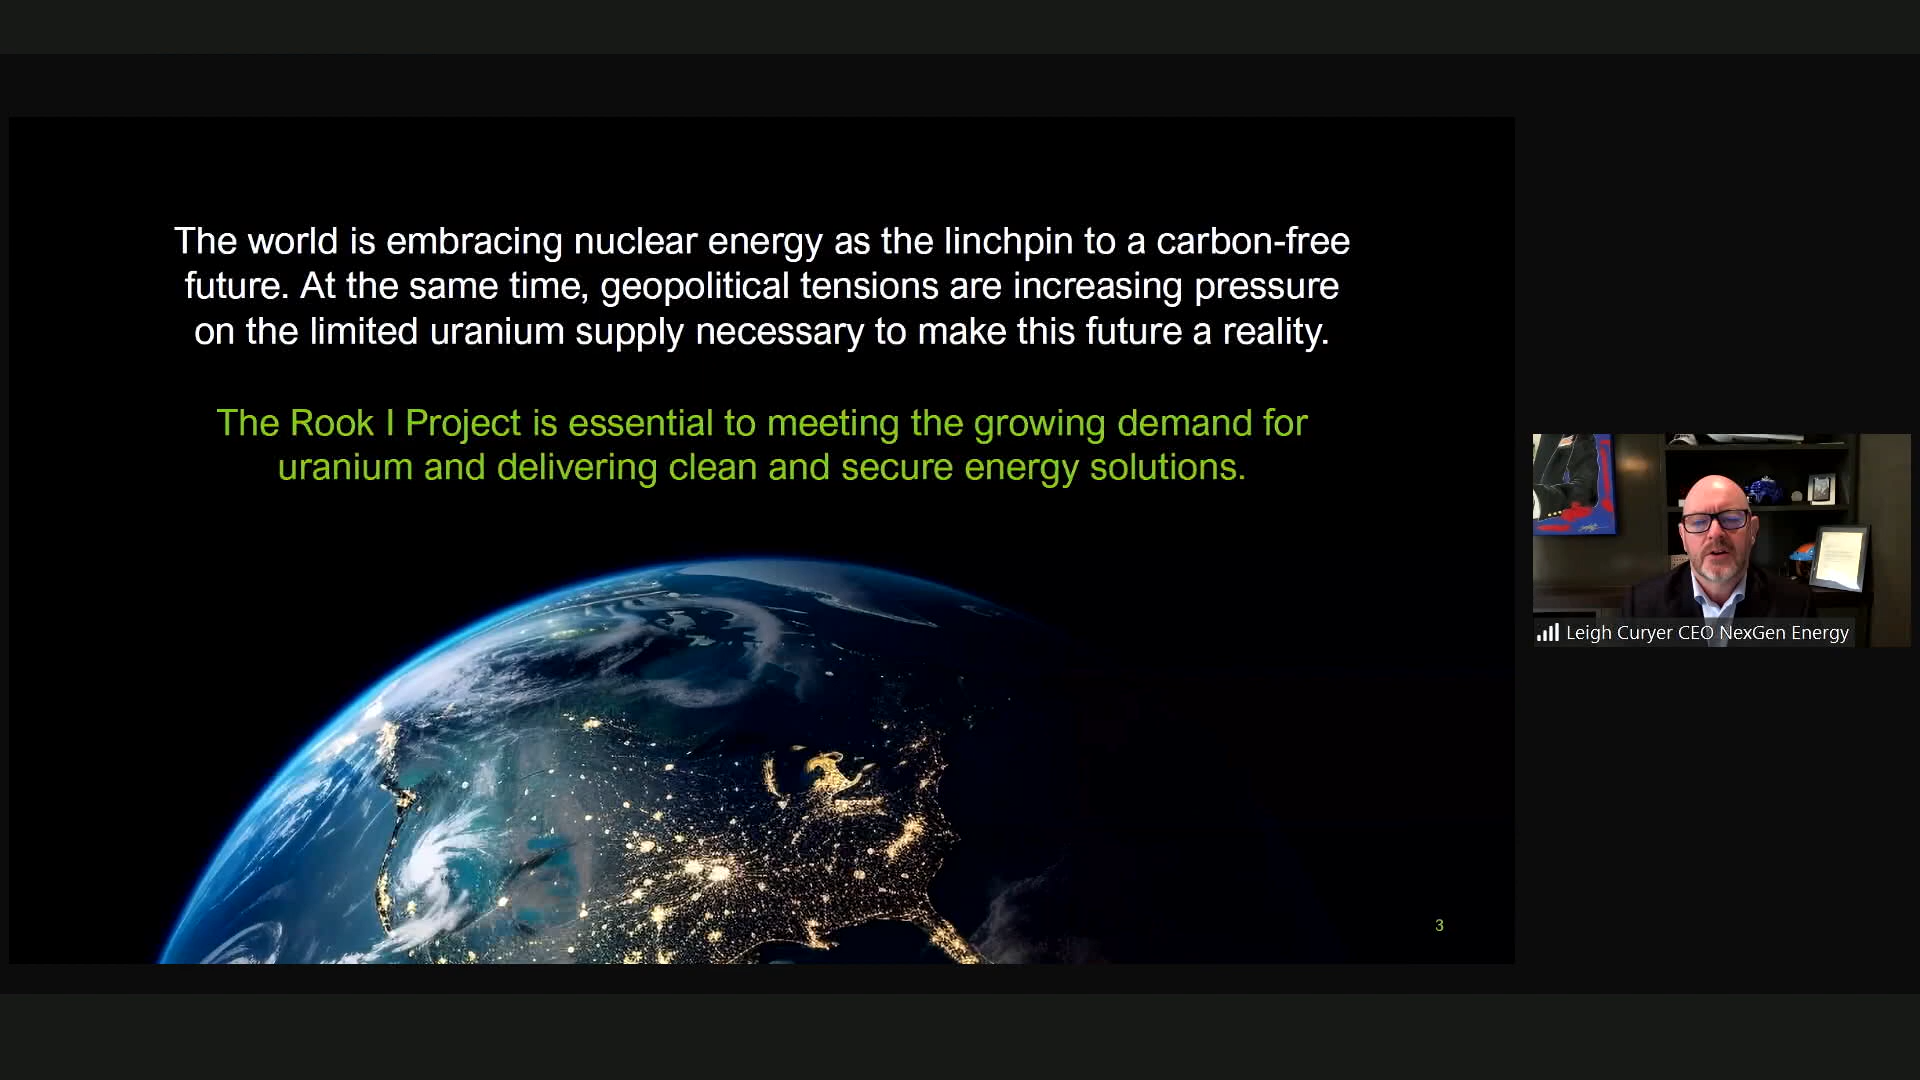 The world is embracing nuclear energy as the linchpin to a carbon-free
future. At the same time, geopolitical tensions are increasing pressure
on the limited uranium supply necessary to make this future a reality.
The Rook I Project is essential to meeting the growing demand for
uranium and delivering clean and secure energy solutions.
3
Leigh Curyer CEO NexGen Energy